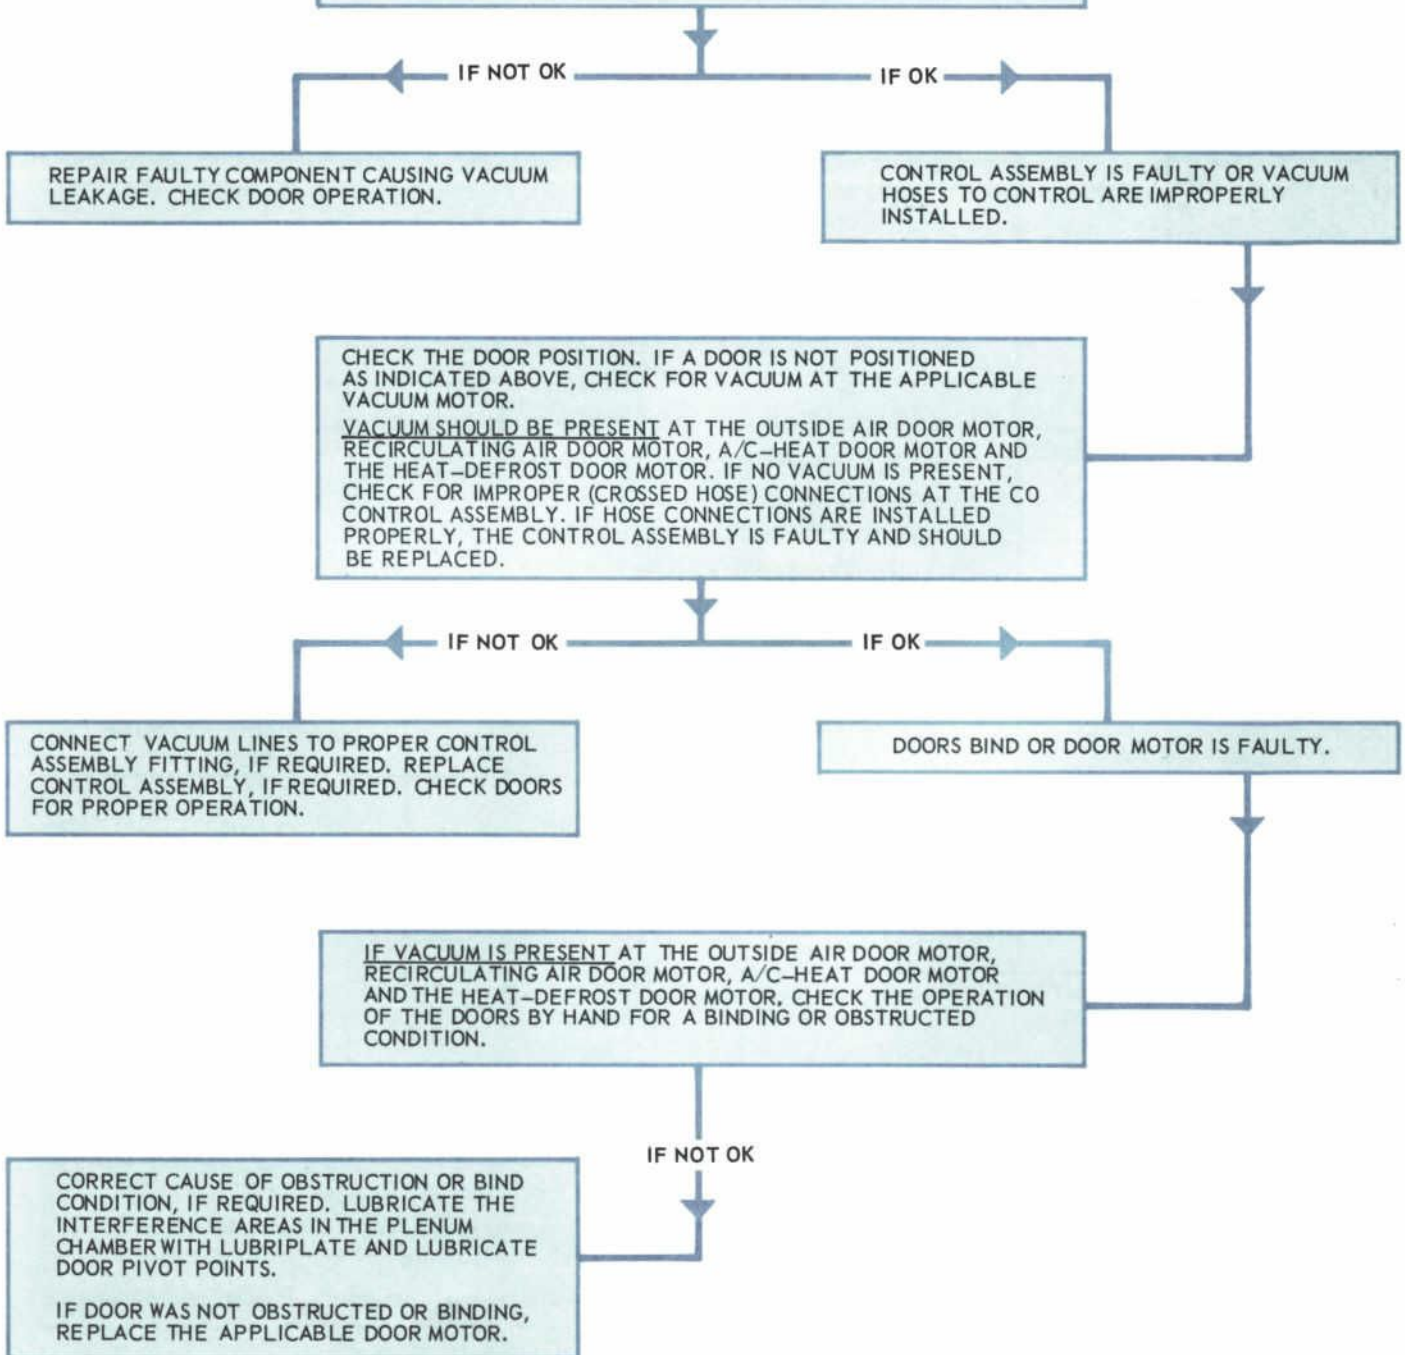 IF NOT OK
IF OK
REPAIR FAULTY COMPONENT CAUSING VACUUM
LEAKAGE. CHECK DOOR OPERATION.
CONTROL ASSEMBLY IS FAULTY OR VACUUM
HOSES TO CONTROL ARE IMPROPERLY
INSTALLED.
CHECK THE DOOR POSITION. IF A DOOR IS NOT POSITIONED
AS INDICATED ABOVE, CHECK FOR VACUUM AT THE APPLICABLE
VACUUM MOTOR.
VACUUM SHOULD BE PRESENT AT THE OUTSIDE AIR DOOR MOTOR,
RECIRCULATING AIR DOOR MOTOR, A/C-HEAT DOOR MOTOR AND
THE HEAT-DEFROST DOOR MOTOR. IF NO VACUUM IS PRESENT,
CHECK FOR IMPROPER (CROSSED HOSE) CONNECTIONS AT THE CO
CONTROL ASSEMBLY. IF HOSE CONNECTIONS ARE INSTALLED
PROPERLY, THE CONTROL ASSEMBLY IS FAULTY AND SHOULD
BE REPLACED.
IF NOT OK
IF OK
CONNECT VACUUM LINES TO PROPER CONTROL
ASSEMBLY FITTING, IF REQUIRED. REPLACE
CONTROL ASSEMBLY, IF REQUIRED. CHECK DOORS
FOR PROPER OPERATION.
DOORS BIND OR DOOR MOTOR IS FAULTY.
IF VACUUM IS PRESENT AT THE OUTSIDE AIR DOOR MOTOR,
RECIRCULATING AIR DOOR MOTOR, A/C-HEAT DOOR MOTOR
AND THE HEAT-DEFROST DOOR MOTOR, CHECK THE OPERATION
OF THE DOORS BY HAND FOR A BINDING OR OBSTRUCTED
CONDITION.
IF NOT OK
CORRECT CAUSE OF OBSTRUCTION OR BIND
CONDITION, IF REQUIRED. LUBRICATE THE
INTERFERENCE AREAS IN THE PLENUM
CHAMBER WITH LUBRIPLATE AND LUBRICATE
DOOR PIVOT POINTS.
IF DOOR WAS NOT OBSTRUCTED OR BINDING,
REPLACE THE APPLICABLE DOOR MOTOR.